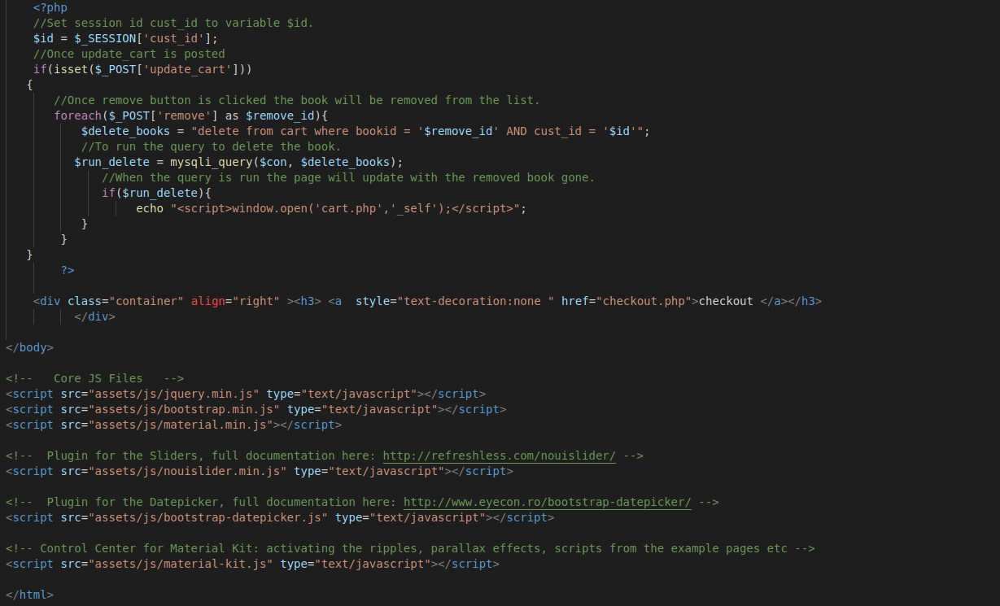 <?php
//Set session id cust_id to variable $id.
$id = $_SESSION['cust_id'];
//Once update_cart is posted
if(isset($_POST['update_cart']))
{
//Once remove button is clicked the book will be removed from the list.
foreach($_POST['remove'] as $remove_id){
$delete_books = "delete from cart where bookid = '$remove_id' AND cust_id = '$id'";
//To run the query to delete the book.
$run_delete = mysqli_query($con, $delete_books);
//When the query is run the page will update with the removed book gone.
if($run_delete){
echo "<script>window.open('cart.php','_self');</script>";
}
}
}
?>
<div class="container" align="right" ><h3> <a  style="text-decoration:none " href="checkout.php">checkout </a></h3>
</div>
</body>
<!--   Core JS Files   -->
<script src="assets/js/jquery.min.js" type="text/javascript"></script>
<script src="assets/js/bootstrap.min.js" type="text/javascript"></script>
<script src="assets/js/material.min.js"></script>
<!--  Plugin for the Sliders, full documentation here: http://refreshless.com/nouislider/ -->
<script src="assets/js/nouislider.min.js" type="text/javascript"></script>
<!--  Plugin for the Datepicker, full documentation here: http://www.eyecon.ro/bootstrap-datepicker/ -->
<script src="assets/js/bootstrap-datepicker.js" type="text/javascript"></script>
<!-- Control Center for Material Kit: activating the ripples, parallax effects, scripts from the example pages etc -->
<script src="assets/js/material-kit.js" type="text/javascript"></script>
</html>